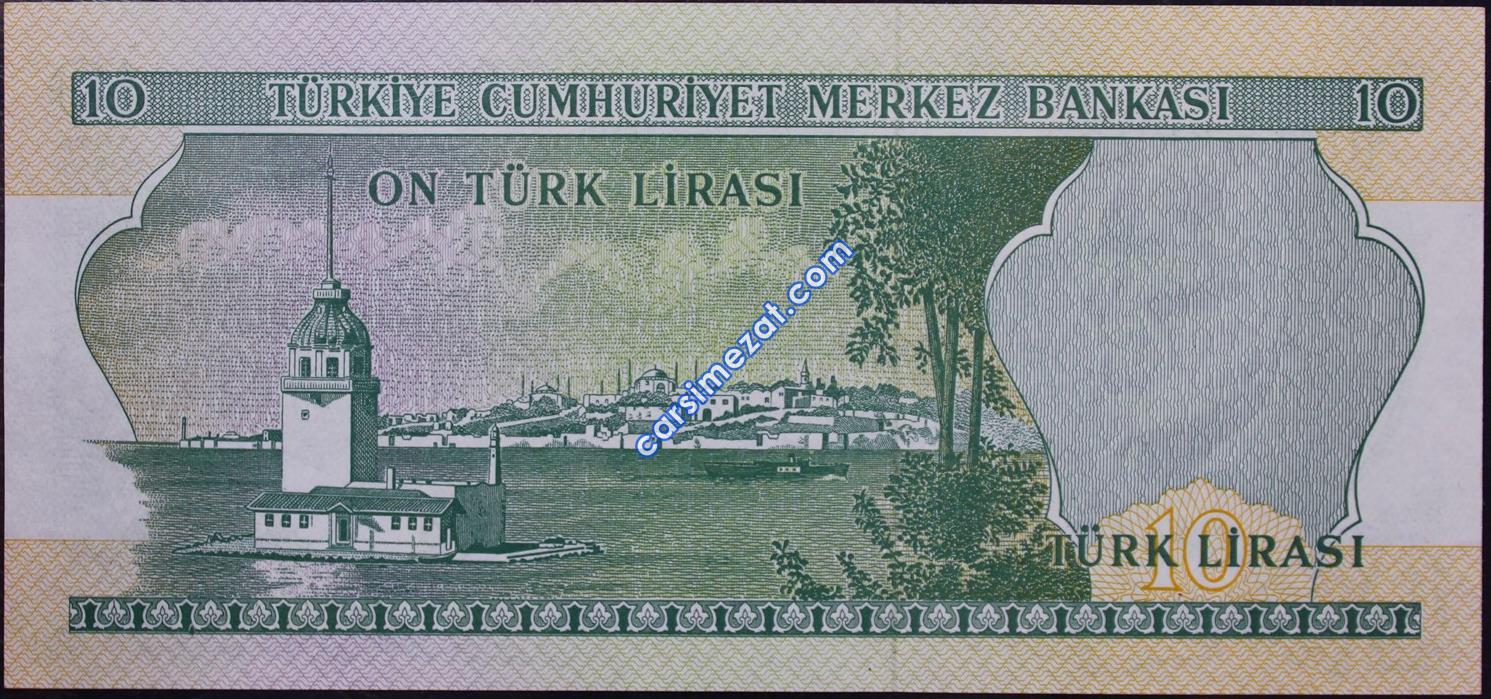 10 TÜRKİYE CUMHURİYET MERKEZ BANKASI 10
ON TÜRK LİRASI
carsimezat.com
10
TÜRK LİRASI